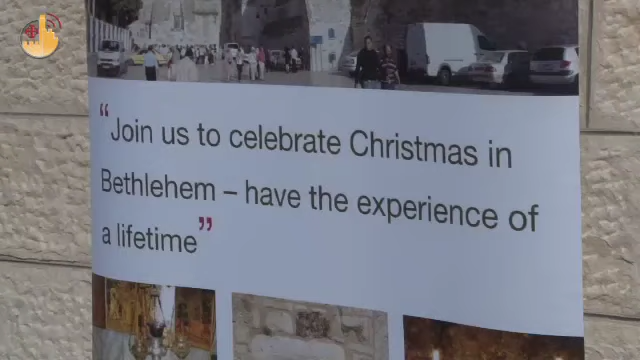 “Join us to celebrate Christmas in
Bethlehem – have the experience of
a lifetime”